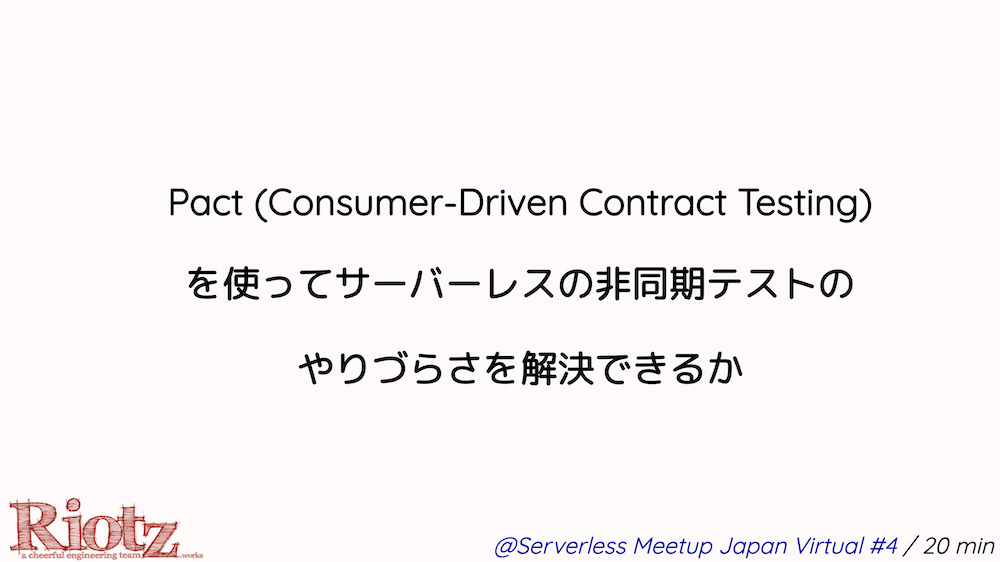 Pact (Consumer-Driven Contract Testing)
を使ってサーバーレスの非同期テストの
やりづらさを解決できるか
Riotz
a cheerful engineering team .works
@Serverless Meetup Japan Virtual #4 / 20 min